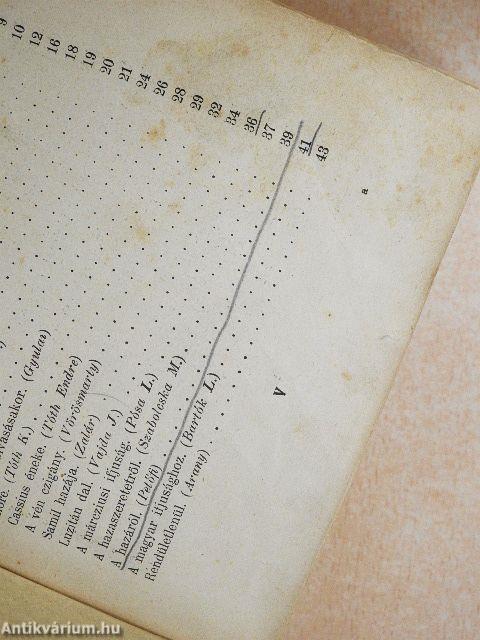 9
10
12
16
18
19
20
21
(Gyulai) 24
(Tóth K.) 26
Cassius éneke. (Tóth Endre) 28
A vén czigány. (Vörösmarty) 29
Samil hazája. (Zalár) 32
Luzitán dal. (Vajda J.) 34
A márcziusi ifjuság. (Pósa L.) 36
A hazaszeretetről. (Szabolcska M.) 37
A hazáról. (Petőfi) 39
A magyar ifjusághoz. (Bartók L.) 41
Rendületlenül. (Arany) 43
Antikvárium.hu